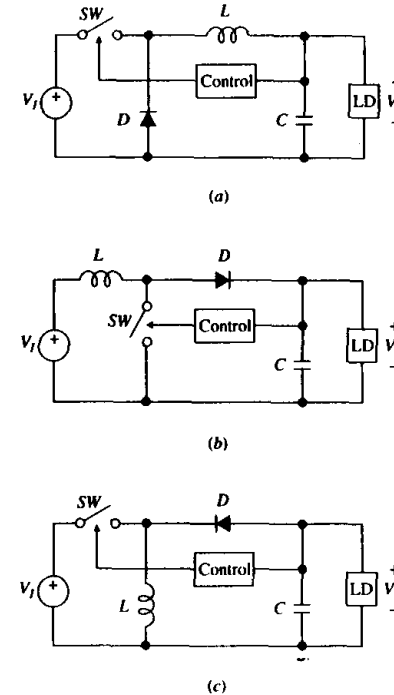 SW
L
V_I
+
Control
D
C
LD
+
V
−
(a)
L
D
V_I
+
SW
Control
C
LD
+
V
−
(b)
SW
D
V_I
+
Control
L
C
LD
+
V
−
(c)